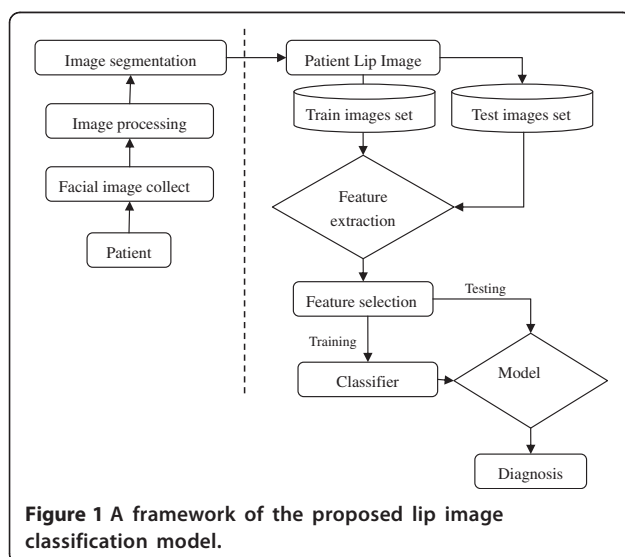 Image segmentation
Patient Lip Image
Train images set
Test images set
Image processing
Facial image collect
Patient
Feature
extraction
Feature selection
Testing
Training
Classifier
Model
Diagnosis
Figure 1 A framework of the proposed lip image
classification model.